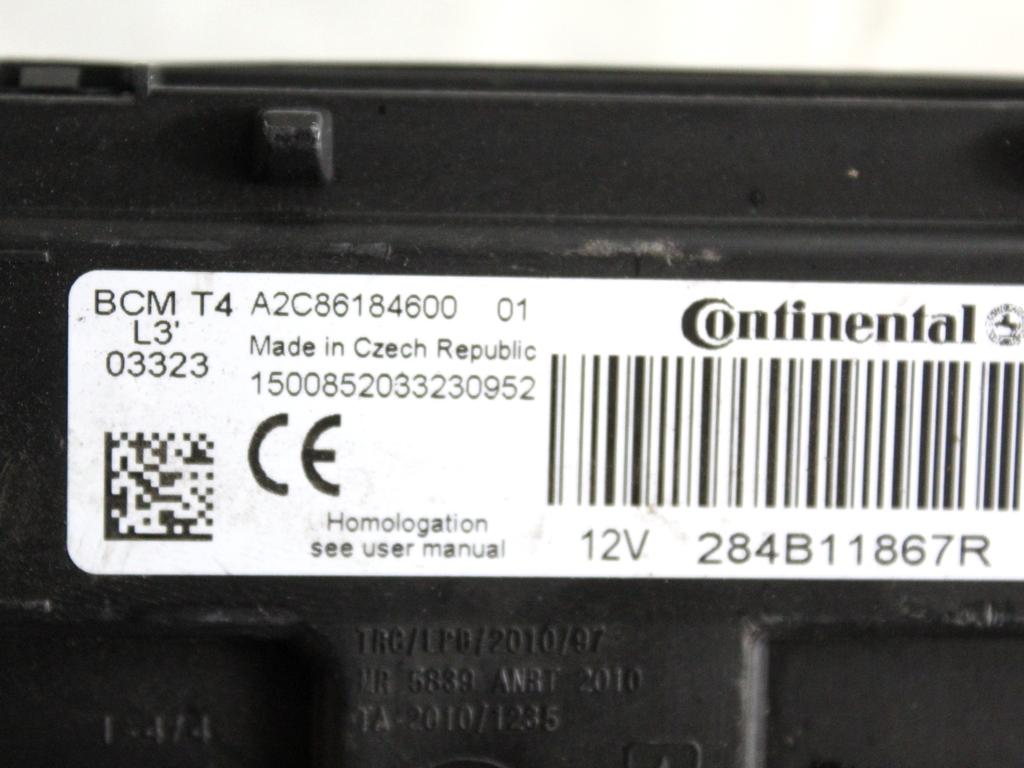 BCM T4 A2C86184600 01
L3'
03323
Made in Czech Republic
1500852033230952
CE
Homologation
see user manual
Continental
12V 284B11867R
TRC/LPD/2010/97
MR 5839 ANRT 2010
TA-2010/1235